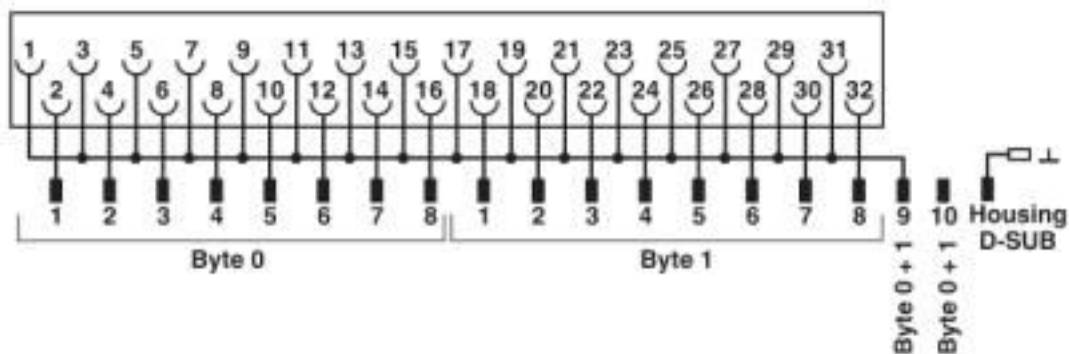 1 3 5 7 9 11 13 15 17 19 21 23 25 27 29 31
2 4 6 8 10 12 14 16 18 20 22 24 26 28 30 32
1 2 3 4 5 6 7 8 1 2 3 4 5 6 7 8 9 10 Housing
D-SUB
Byte 0 Byte 1
Byte 0 + 1
Byte 0 + 1